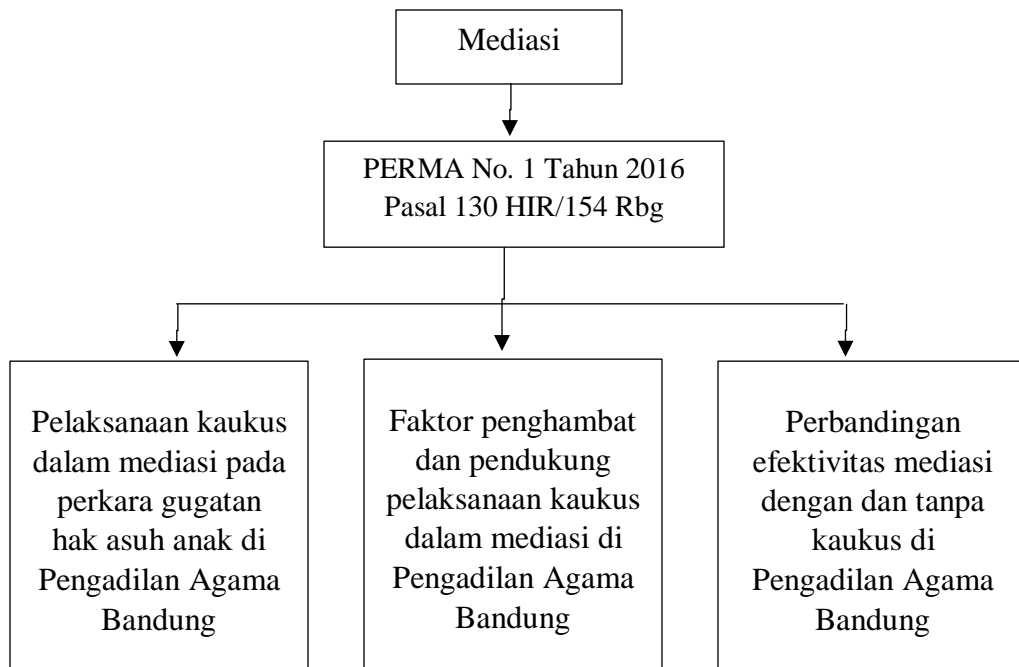 Mediasi
PERMA No. 1 Tahun 2016
Pasal 130 HIR/154 Rbg
Pelaksanaan kaukus
dalam mediasi pada
perkara gugatan
hak asuh anak di
Pengadilan Agama
Bandung
Faktor penghambat
dan pendukung
pelaksanaan kaukus
dalam mediasi di
Pengadilan Agama
Bandung
Perbandingan
efektivitas mediasi
dengan dan tanpa
kaukus di
Pengadilan Agama
Bandung